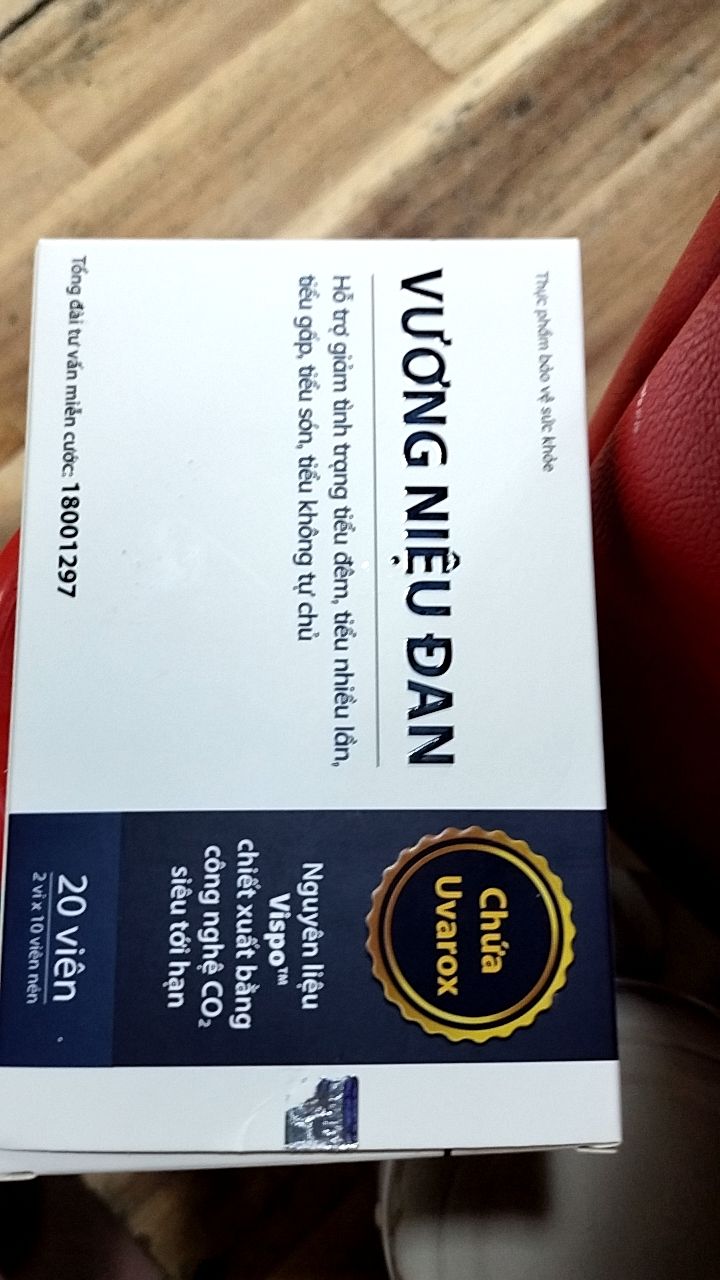 Thực phẩm bảo vệ sức khỏe
VƯƠNG NIỆU ĐAN
Hỗ trợ giảm tình trạng tiểu đêm, tiểu nhiều lần,
tiểu gấp, tiểu són, tiểu không tự chủ
Tổng đài tư vấn miễn cước: 18001297
Chứa
Uvarox
Nguyên liệu
Vispo™
chiết xuất bằng
công nghệ CO₂
siêu tới hạn
20 viên
2 vỉ x 10 viên nén